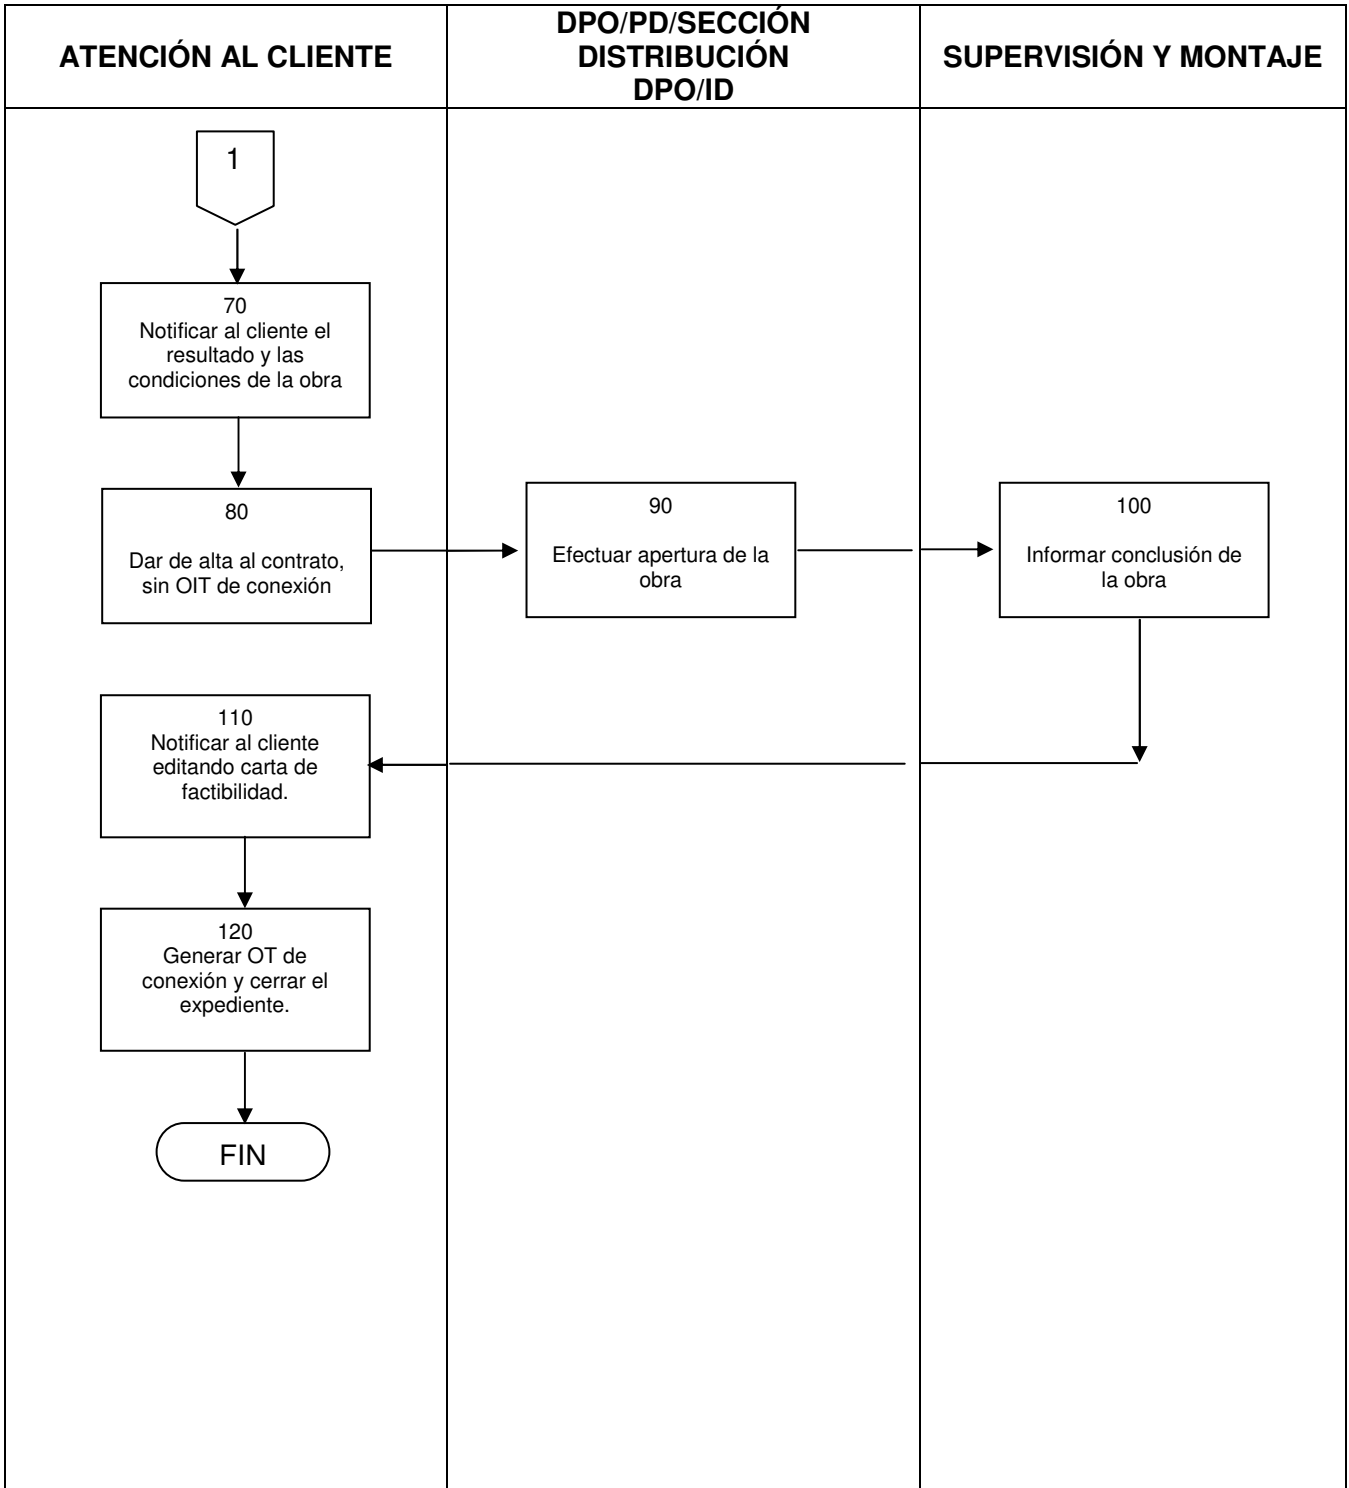 ATENCIÓN AL CLIENTE
DPO/PD/SECCIÓN
DISTRIBUCIÓN
DPO/ID
SUPERVISIÓN Y MONTAJE
1
70
Notificar al cliente el
resultado y las
condiciones de la obra
80
Dar de alta al contrato,
sin OIT de conexión
90
Efectuar apertura de la
obra
100
Informar conclusión de
la obra
110
Notificar al cliente
editando carta de
factibilidad.
120
Generar OT de
conexión y cerrar el
expediente.
FIN